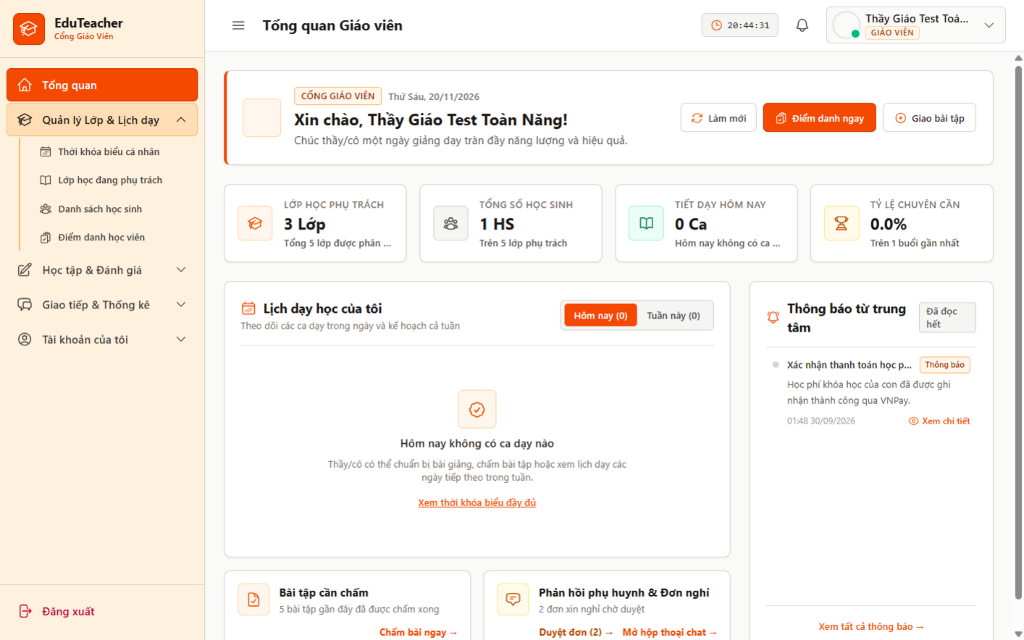 EduTeacher
Cổng Giáo Viên
Tổng quan
Quản lý Lớp & Lịch dạy
Thời khóa biểu cá nhân
Lớp học đang phụ trách
Danh sách học sinh
Điểm danh học viên
Học tập & Đánh giá
Giao tiếp & Thống kê
Tài khoản của tôi
Đăng xuất
Tổng quan Giáo viên
20:44:31
Thầy Giáo Test Toà...
GIÁO VIÊN
CỔNG GIÁO VIÊN Thứ Sáu, 20/11/2026
Xin chào, Thầy Giáo Test Toàn Năng!
Chúc thầy/cô một ngày giảng dạy tràn đầy năng lượng và hiệu quả.
Làm mới
Điểm danh ngay
Giao bài tập
LỚP HỌC PHỤ TRÁCH
3 Lớp
Tổng 5 lớp được phân ...
TỔNG SỐ HỌC SINH
1 HS
Trên 5 lớp phụ trách
TIẾT DẠY HÔM NAY
0 Ca
Hôm nay không có ca ...
TỶ LỆ CHUYÊN CẦN
0.0%
Trên 1 buổi gần nhất
Lịch dạy học của tôi
Theo dõi các ca dạy trong ngày và kế hoạch cả tuần
Hôm nay (0)
Tuần này (0)
Hôm nay không có ca dạy nào
Thầy/cô có thể chuẩn bị bài giảng, chấm bài tập hoặc xem lịch dạy các
ngày tiếp theo trong tuần.
Xem thời khóa biểu đầy đủ
Thông báo từ trung
tâm
Đã đọc
hết
Xác nhận thanh toán học p... Thông báo
Học phí khóa học của con đã được ghi
nhận thành công qua VNPay.
01:48 30/09/2026 Xem chi tiết
Xem tất cả thông báo →
Bài tập cần chấm
5 bài tập gần đây đã được chấm xong
Chấm bài ngay →
Phản hồi phụ huynh & Đơn nghỉ
2 đơn xin nghỉ chờ duyệt
Duyệt đơn (2) → Mở hộp thoại chat →